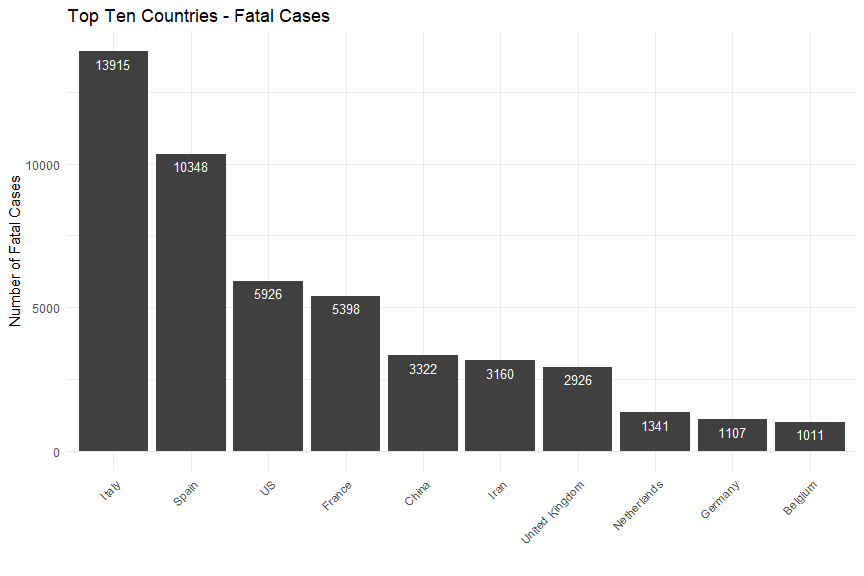 Top Ten Countries - Fatal Cases
Number of Fatal Cases
10000
5000
0
13915
10348
5926
5398
3322
3160
2926
1341
1107
1011
Italy
Spain
US
France
China
Iran
United Kingdom
Netherlands
Germany
Belgium